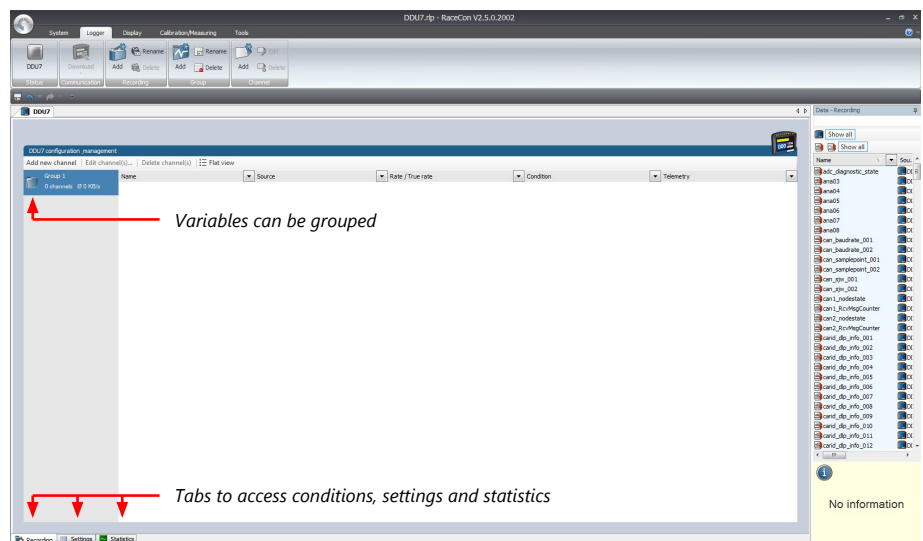 DDU7.rlp - RaceCon V2.5.0.2002
System Logger Display Calibration/Measuring Tools
DDU7 Download Add Rename Delete Add Rename Delete Add Edit Delete
Status Communication Recording Group Channel
DDU7
Data - Recording
Show all
Show all
DDU7 configuration_management
Add new channel Edit channel(s)... Delete channel(s) Flat view
Group 1
0 channels Ø 0 KB/s
Name Source Rate / True rate Condition Telemetry
Variables can be grouped
Tabs to access conditions, settings and statistics
Recording Settings Statistics
Name Sou.
adc_diagnostic_state
ana03
ana04
ana05
ana06
ana07
ana08
can_baudrate_001
can_baudrate_002
can_samplepoint_001
can_samplepoint_002
can_sjw_001
can_sjw_002
can1_nodestate
can1_RcvMsgCounter
can2_nodestate
can2_RcvMsgCounter
carid_dlp_info_001
carid_dlp_info_002
carid_dlp_info_003
carid_dlp_info_004
carid_dlp_info_005
carid_dlp_info_006
carid_dlp_info_007
carid_dlp_info_008
carid_dlp_info_009
carid_dlp_info_010
carid_dlp_info_011
carid_dlp_info_012
No information